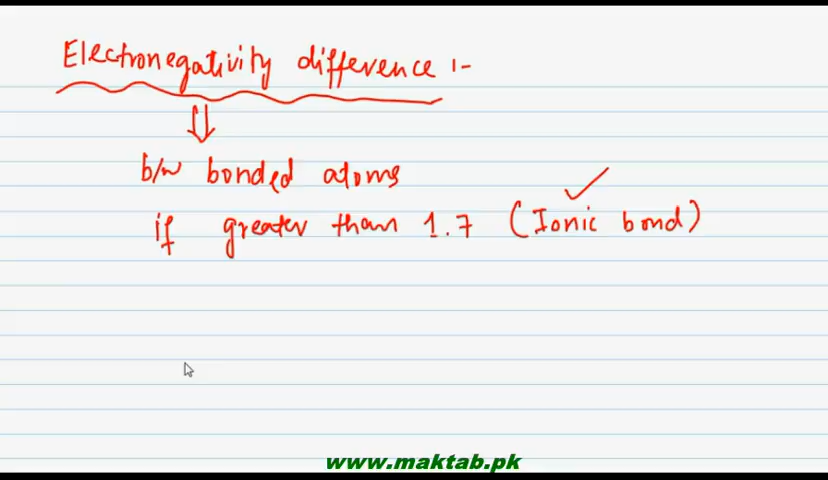 Electronegativity difference :-
b/w bonded atoms
if greater than 1.7 (Ionic bond)
www.maktab.pk